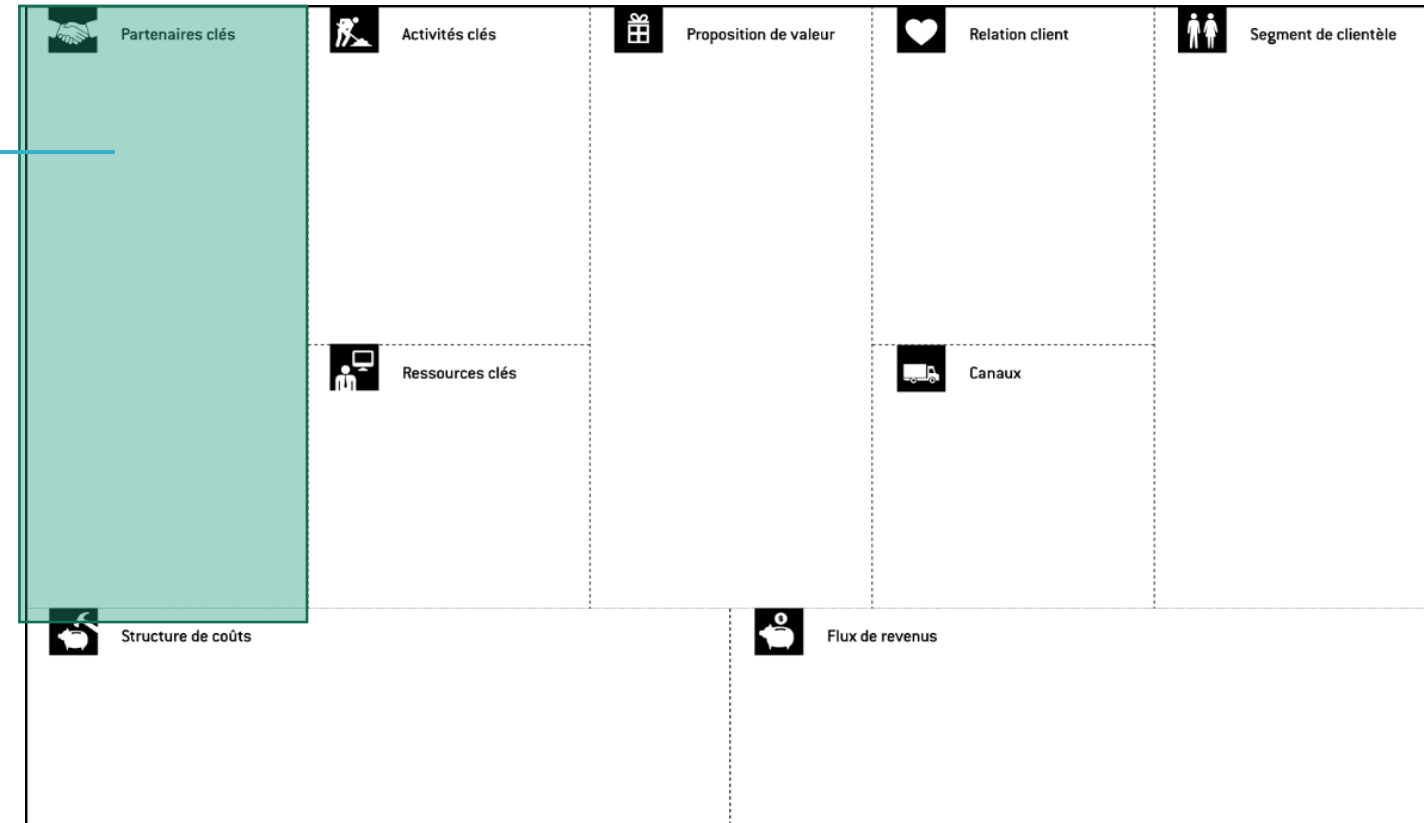 Partenaires clés
Activités clés
Proposition de valeur
Relation client
Segment de clientèle
Ressources clés
Canaux
Structure de coûts
Flux de revenus